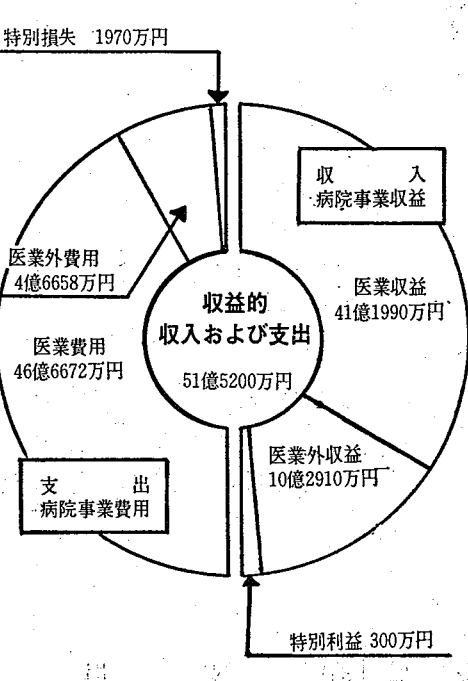 特別損失 1970万円
収 入
病院事業収益
医業外費用
4億6658万円
医業収益
41億1990万円
収益的
収入および支出
51億5200万円
医業費用
46億6672万円
医業外収益
10億2910万円
支 出
病院事業費用
特別利益 300万円